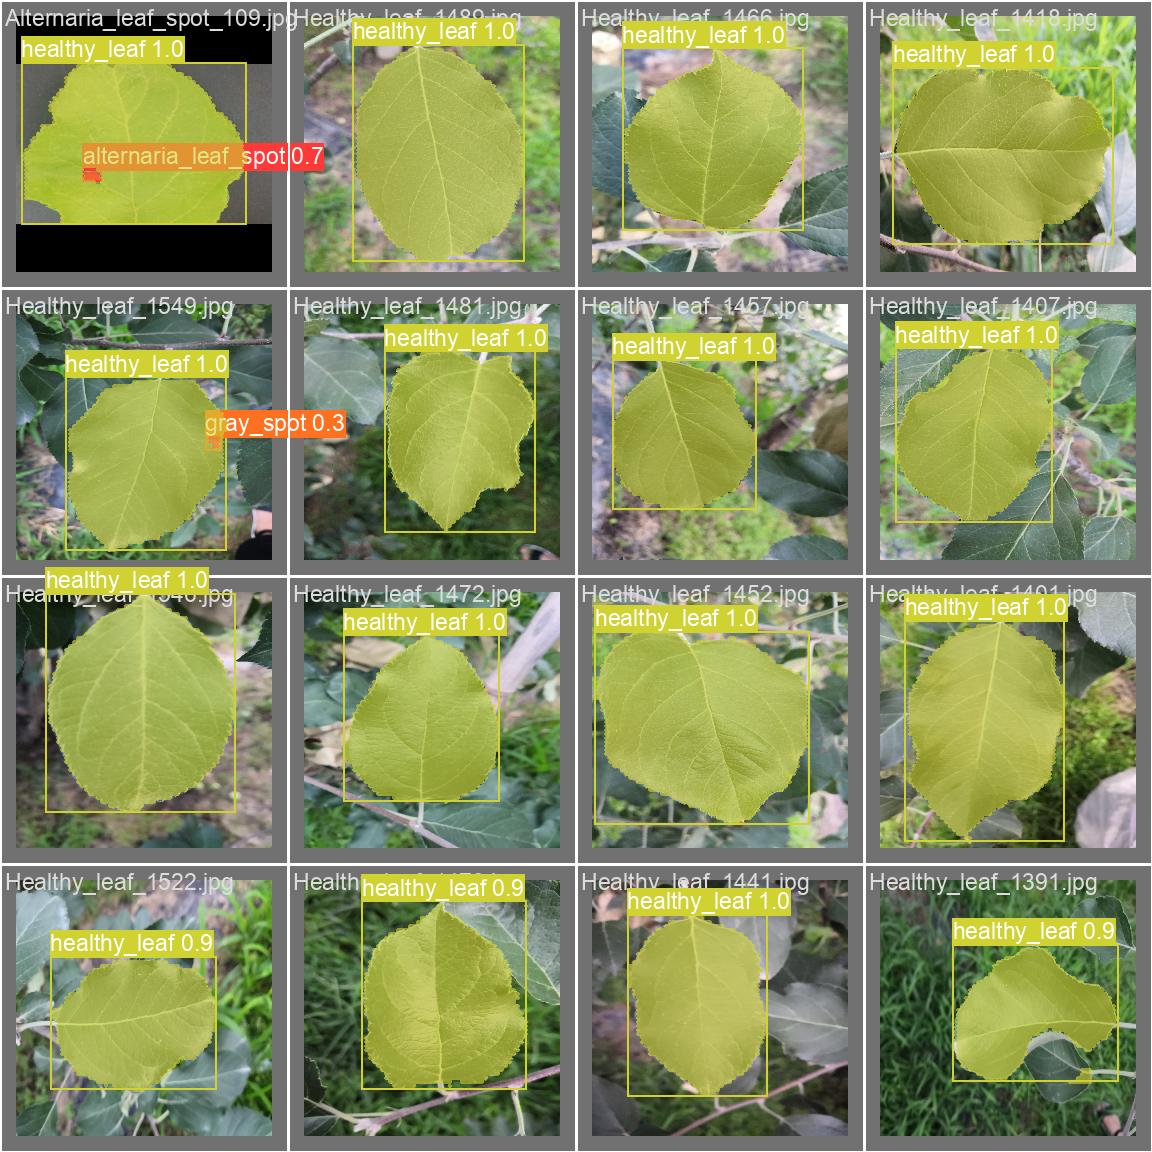 Alternaria_leaf_spot_109.jpg
healthy_leaf 1.0
alternaria_leaf_spot 0.7
Healthy_leaf_1489.jpg
healthy_leaf 1.0
Healthy_leaf_1466.jpg
healthy_leaf 1.0
Healthy_leaf_1418.jpg
healthy_leaf 1.0
Healthy_leaf_1549.jpg
healthy_leaf 1.0
gray_spot 0.3
Healthy_leaf_1481.jpg
healthy_leaf 1.0
Healthy_leaf_1457.jpg
healthy_leaf 1.0
Healthy_leaf_1407.jpg
healthy_leaf 1.0
healthy_leaf 1.0
Healthy_leaf_1472.jpg
healthy_leaf 1.0
Healthy_leaf_1452.jpg
healthy_leaf 1.0
healthy_leaf 1.0
Healthy_leaf_1522.jpg
healthy_leaf 0.9
healthy_leaf 0.9
Healthy_leaf_1441.jpg
healthy_leaf 1.0
Healthy_leaf_1391.jpg
healthy_leaf 0.9